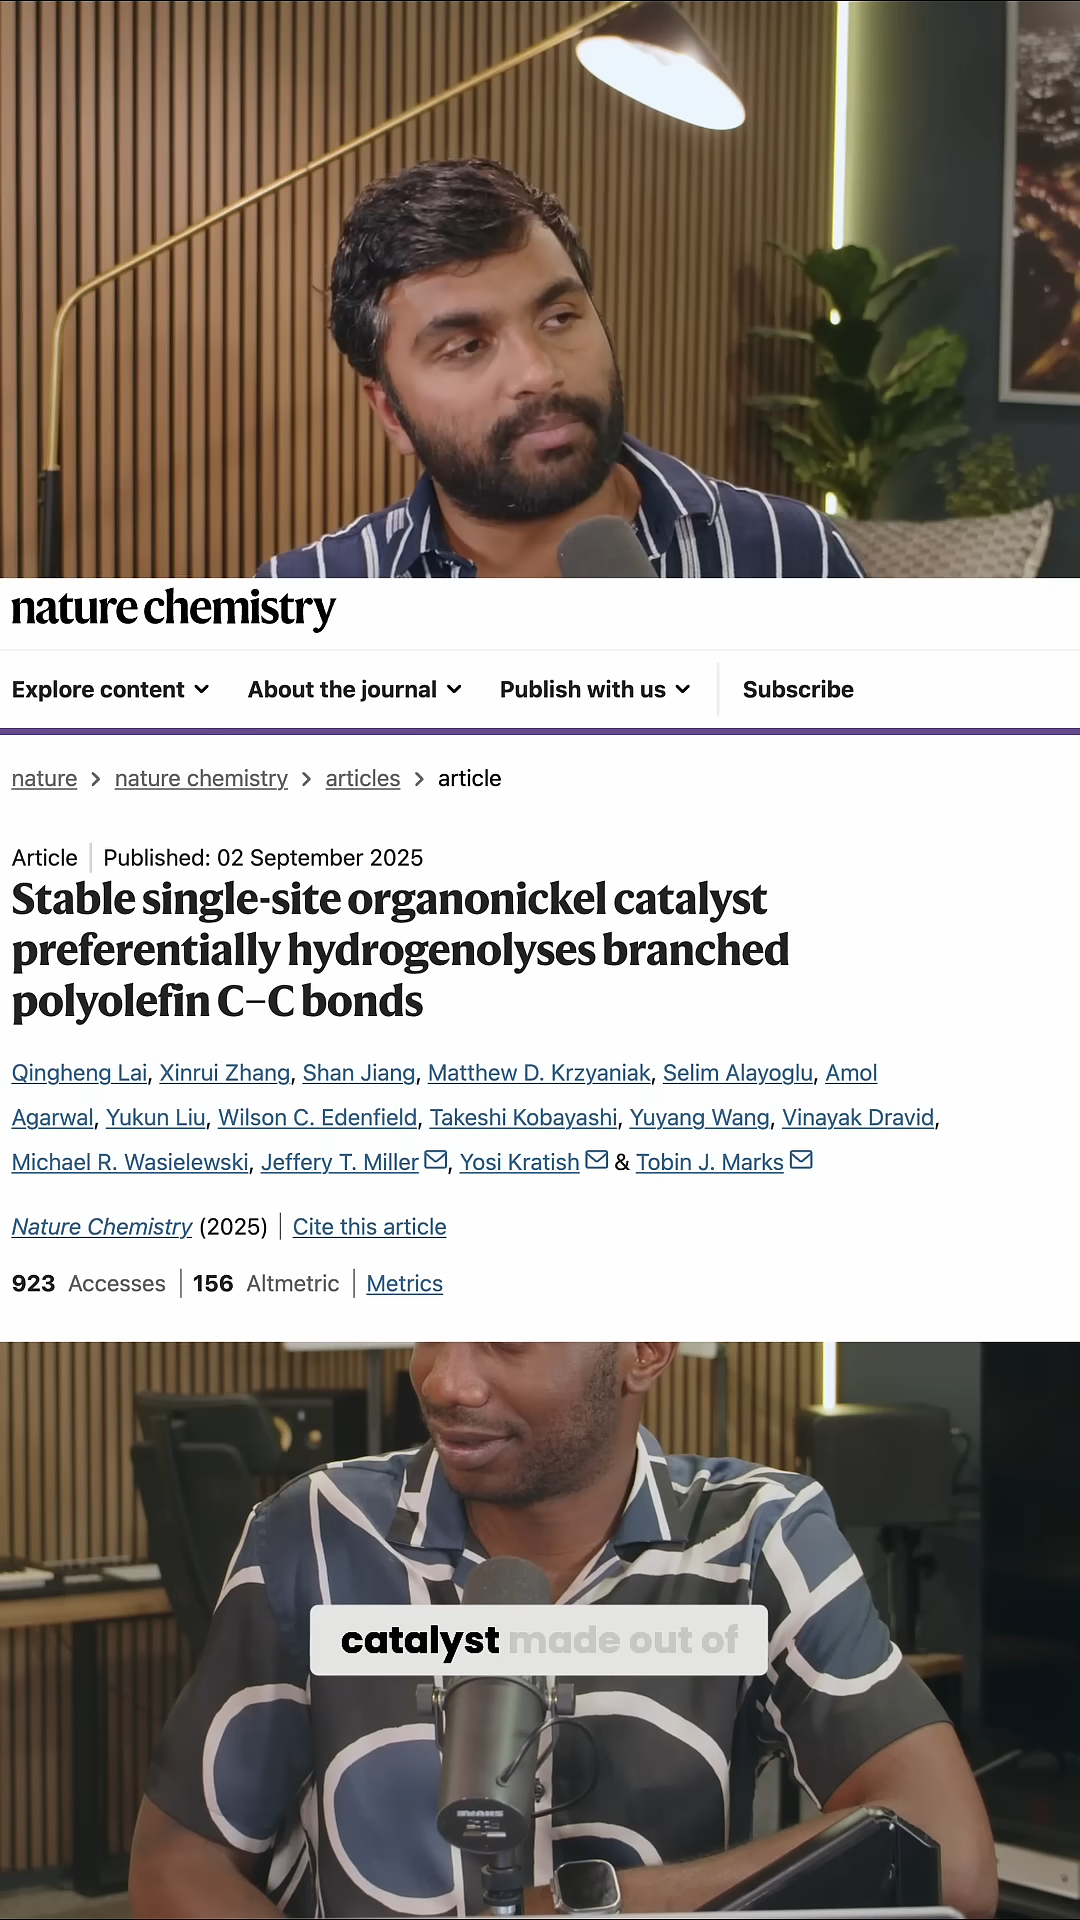 nature chemistry
Explore content
About the journal
Publish with us
Subscribe
nature > nature chemistry > articles > article
Article | Published: 02 September 2025
Stable single-site organonickel catalyst
preferentially hydrogenolyses branched
polyolefin C–C bonds
Qingheng Lai, Xinrui Zhang, Shan Jiang, Matthew D. Krzyaniak, Selim Alayoglu, Amol
Agarwal, Yukun Liu, Wilson C. Edenfield, Takeshi Kobayashi, Yuyang Wang, Vinayak Dravid,
Michael R. Wasielewski, Jeffery T. Miller, Yosi Kratish & Tobin J. Marks
Nature Chemistry (2025) | Cite this article
923 Accesses | 156 Altmetric | Metrics
catalyst made out of
SHURE